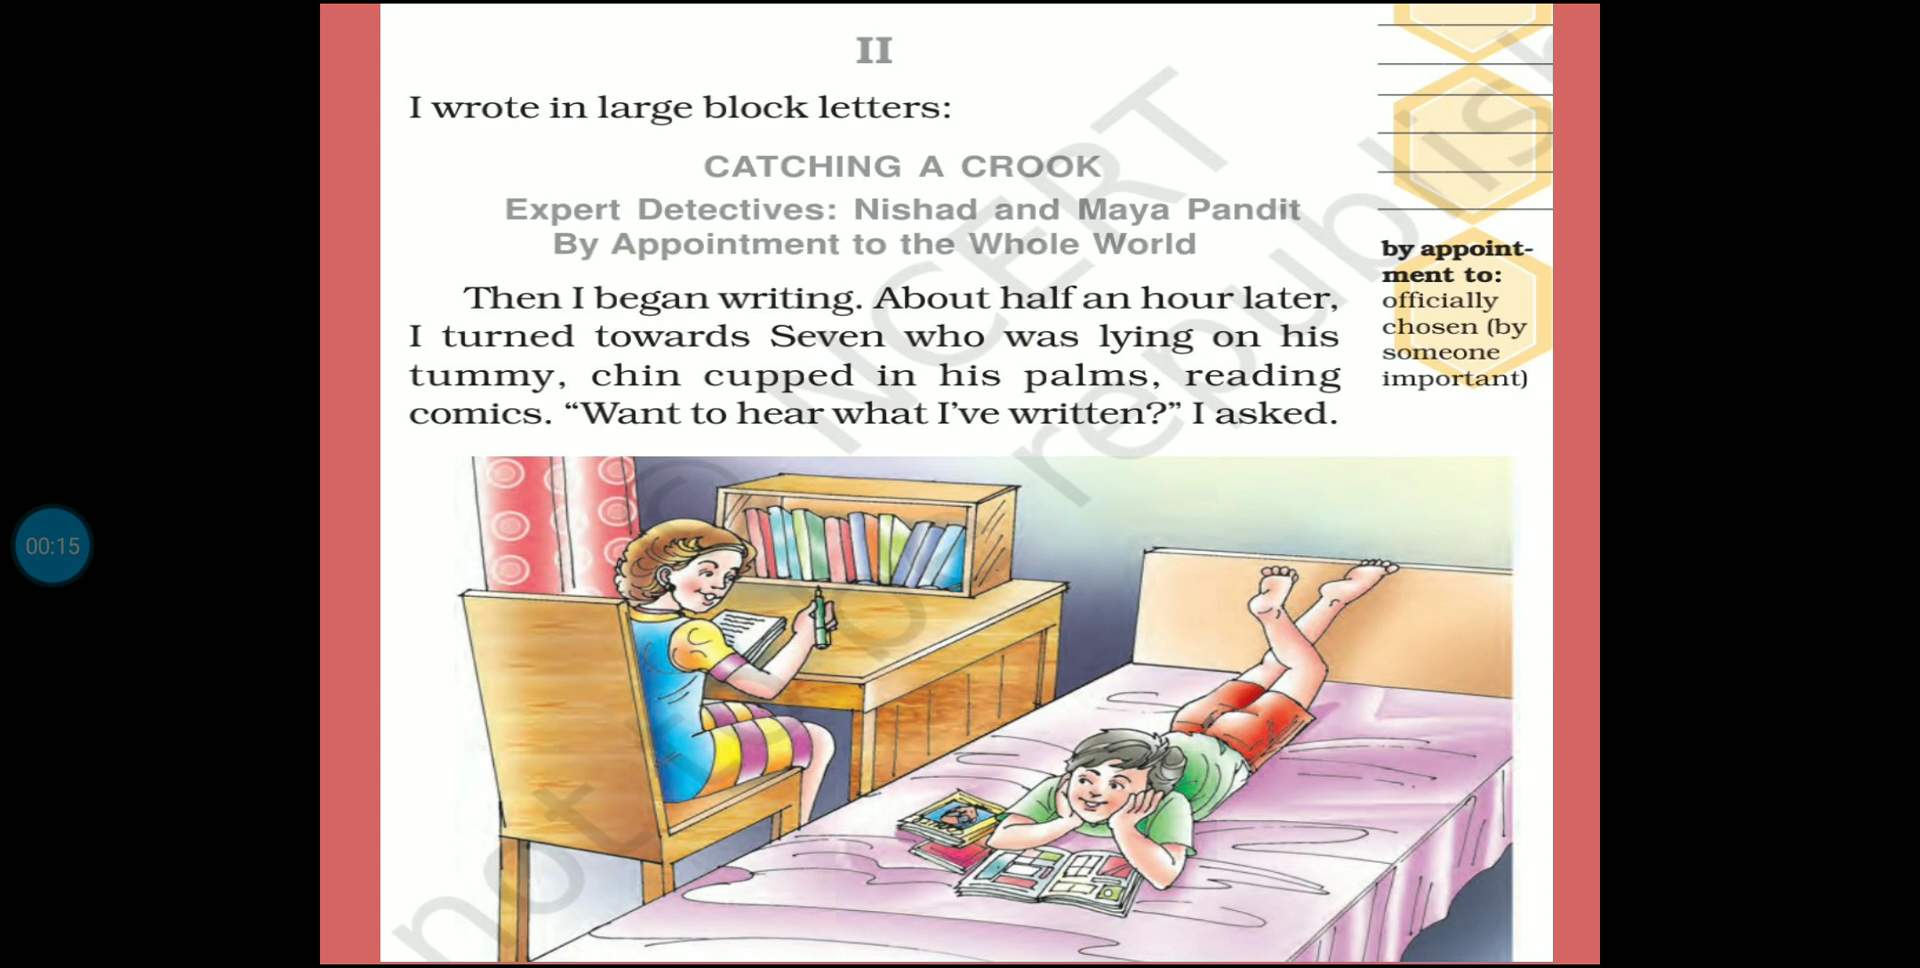 II
I wrote in large block letters:
CATCHING A CROOK
Expert Detectives: Nishad and Maya Pandit
By Appointment to the Whole World
Then I began writing. About half an hour later,
I turned towards Seven who was lying on his
tummy, chin cupped in his palms, reading
comics. “Want to hear what I’ve written?” I asked.
by appoint-
ment to:
officially
chosen (by
someone
important)
00:15
NCERT
not republish